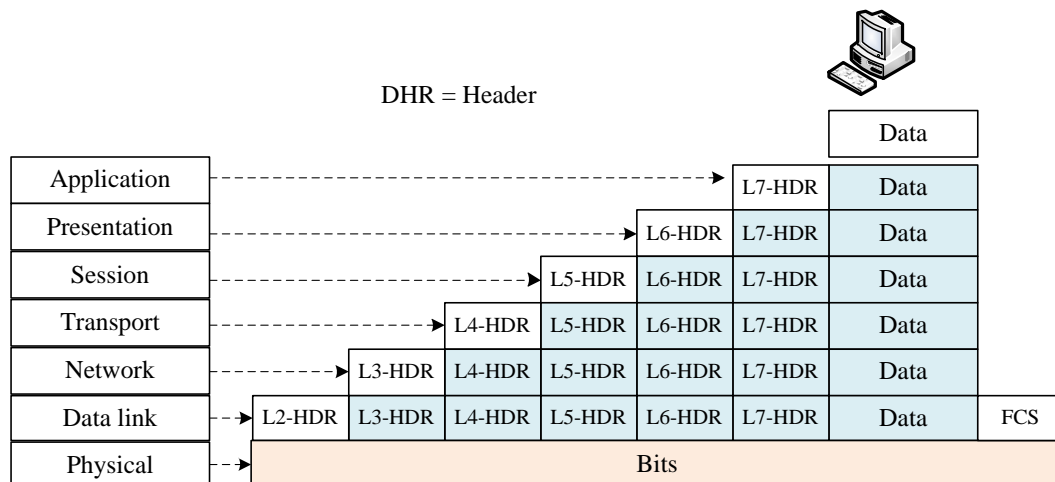 DHR = Header
Data
Application L7-HDR Data
Presentation L6-HDR L7-HDR Data
Session L5-HDR L6-HDR L7-HDR Data
Transport L4-HDR L5-HDR L6-HDR L7-HDR Data
Network L3-HDR L4-HDR L5-HDR L6-HDR L7-HDR Data
Data link L2-HDR L3-HDR L4-HDR L5-HDR L6-HDR L7-HDR Data FCS
Physical Bits